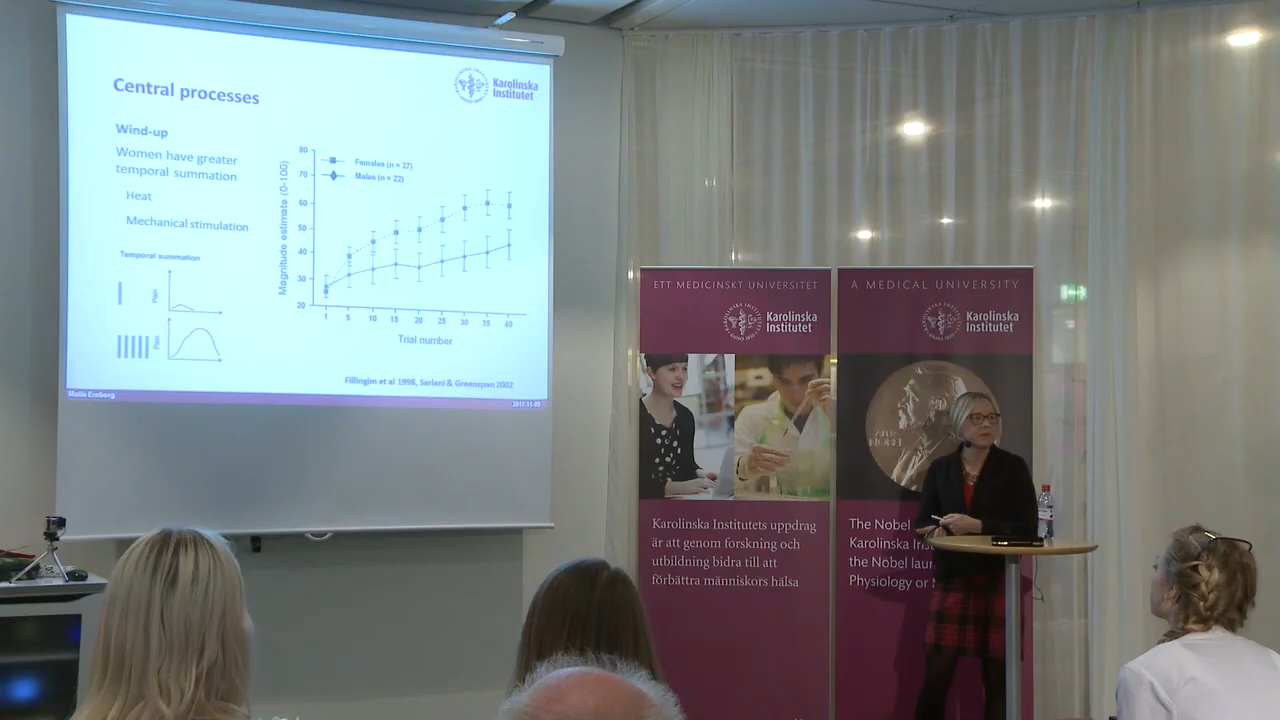 Central processes
Karolinska
Institutet
Wind-up
Women have greater
temporal summation
Heat
Mechanical stimulation
Temporal summation
Pain
Pain
Magnitude estimate (0-100)
80
70
60
50
40
30
20
Females (n = 27)
Males (n = 22)
1
5
10
15
20
25
30
35
40
Trial number
Fillingim et al 1998, Sarlani & Greenspan 2002
Malin Ernberg
2017-11-09
ETT MEDICINSKT UNIVERSITET
Karolinska
Institutet
Karolinska Institutets uppdrag
är att genom forskning och
utbildning bidra till att
förbättra människors hälsa
A MEDICAL UNIVERSITY
Karolinska
Institutet
The Nobel
Karolinska
the Nobel
Physiology or